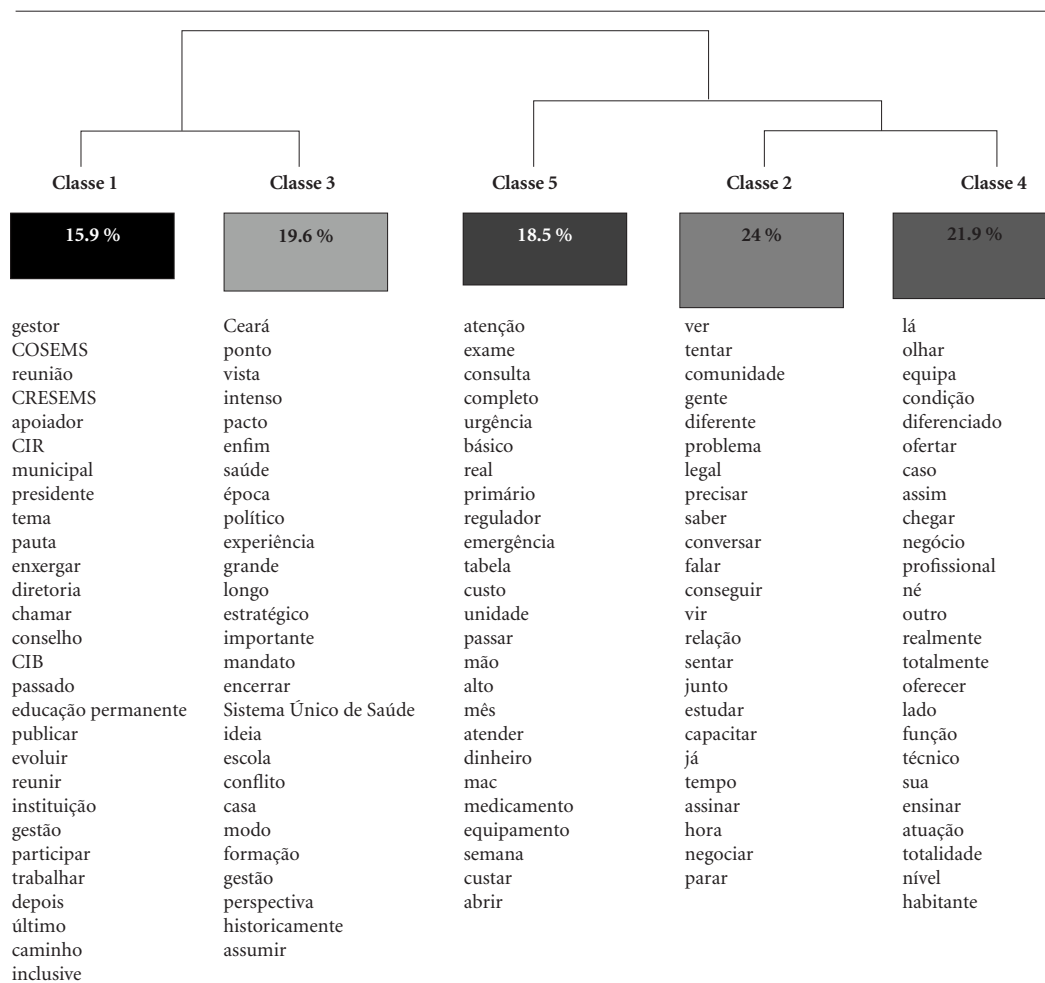 Classe 1
15.9 %
gestor
COSEMS
reunião
CRESEMS
apoiador
CIR
municipal
presidente
tema
pauta
enxergar
diretoria
chamar
conselho
CIB
passado
educação permanente
publicar
evoluir
reunir
instituição
gestão
participar
trabalhar
depois
último
caminho
inclusive
Classe 3
19.6 %
Ceará
ponto
vista
intenso
pacto
enfim
saúde
época
político
experiência
grande
longo
estratégico
importante
mandato
encerrar
Sistema Único de Saúde
ideia
escola
conflito
casa
modo
formação
gestão
perspectiva
historicamente
assumir
Classe 5
18.5 %
atenção
exame
consulta
completo
urgência
básico
real
primário
regulador
emergência
tabela
custo
unidade
passar
mão
alto
mês
atender
dinheiro
mac
medicamento
equipamento
semana
custar
abrir
Classe 2
24 %
ver
tentar
comunidade
gente
diferente
problema
legal
precisar
saber
conversar
falar
conseguir
vir
relação
sentar
junto
estudar
capacitar
já
tempo
assinar
hora
negociar
parar
Classe 4
21.9 %
lá
olhar
equipa
condição
diferenciado
ofertar
caso
assim
chegar
negócio
profissional
né
outro
realmente
totalmente
oferecer
lado
função
técnico
sua
ensinar
atuação
totalidade
nível
habitante